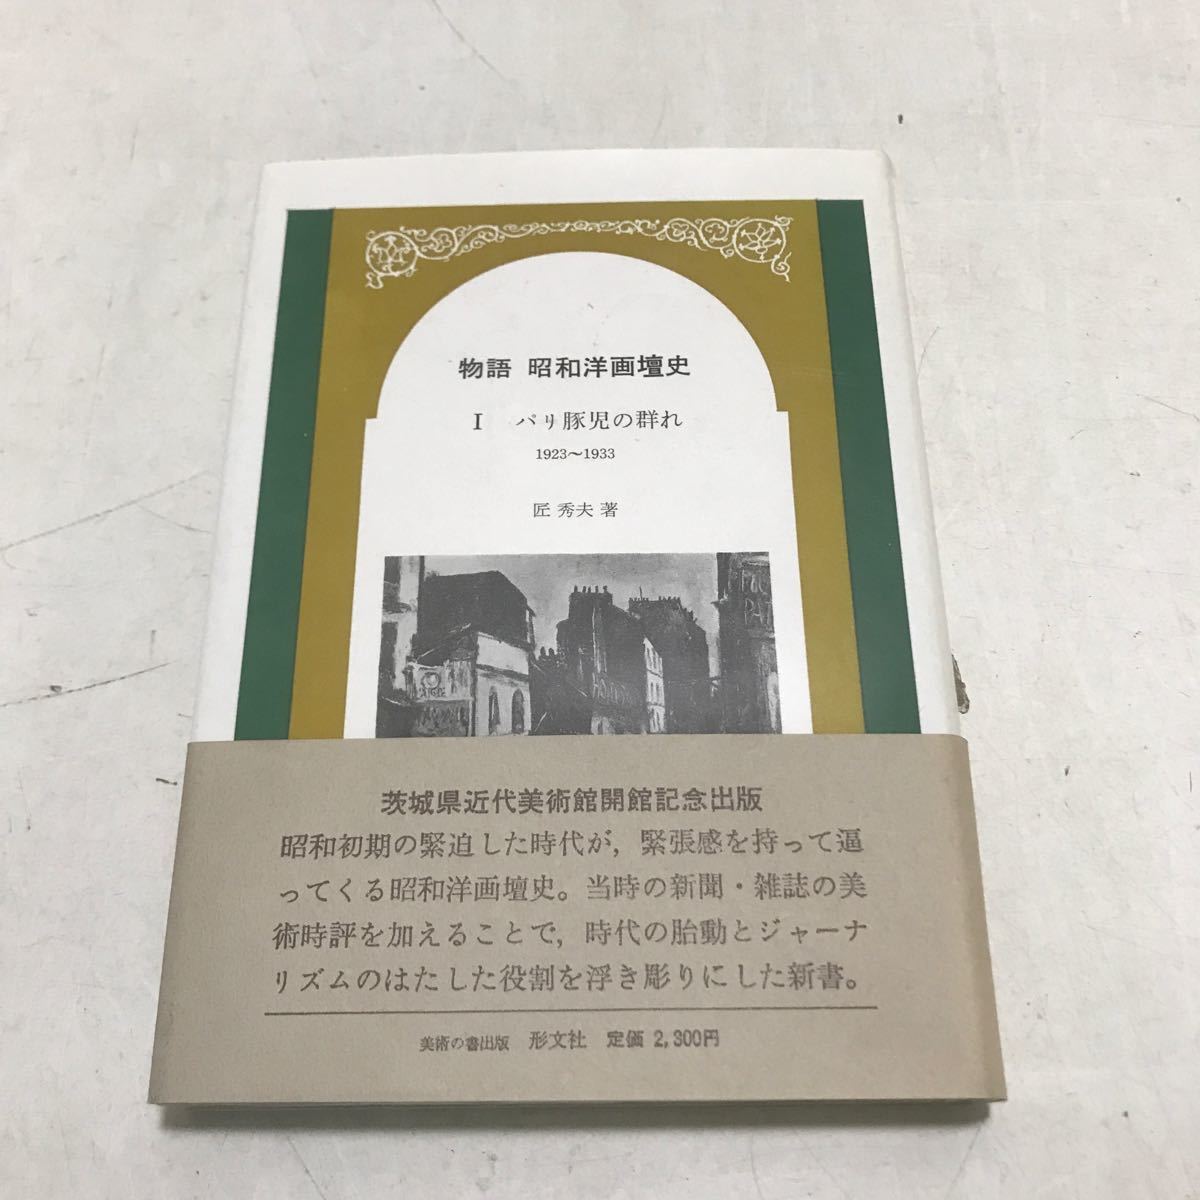 物語 昭和洋画壇史
I パリ豚児の群れ
1923〜1933
匠 秀夫 著
茨城県近代美術館開館記念出版
昭和初期の緊迫した時代が，緊張感を持って逼
ってくる昭和洋画壇史。当時の新聞・雑誌の美
術時評を加えることで，時代の胎動とジャーナ
リズムのはたした役割を浮き彫りにした新書。
美術の書出版 形文社 定価 2,300円